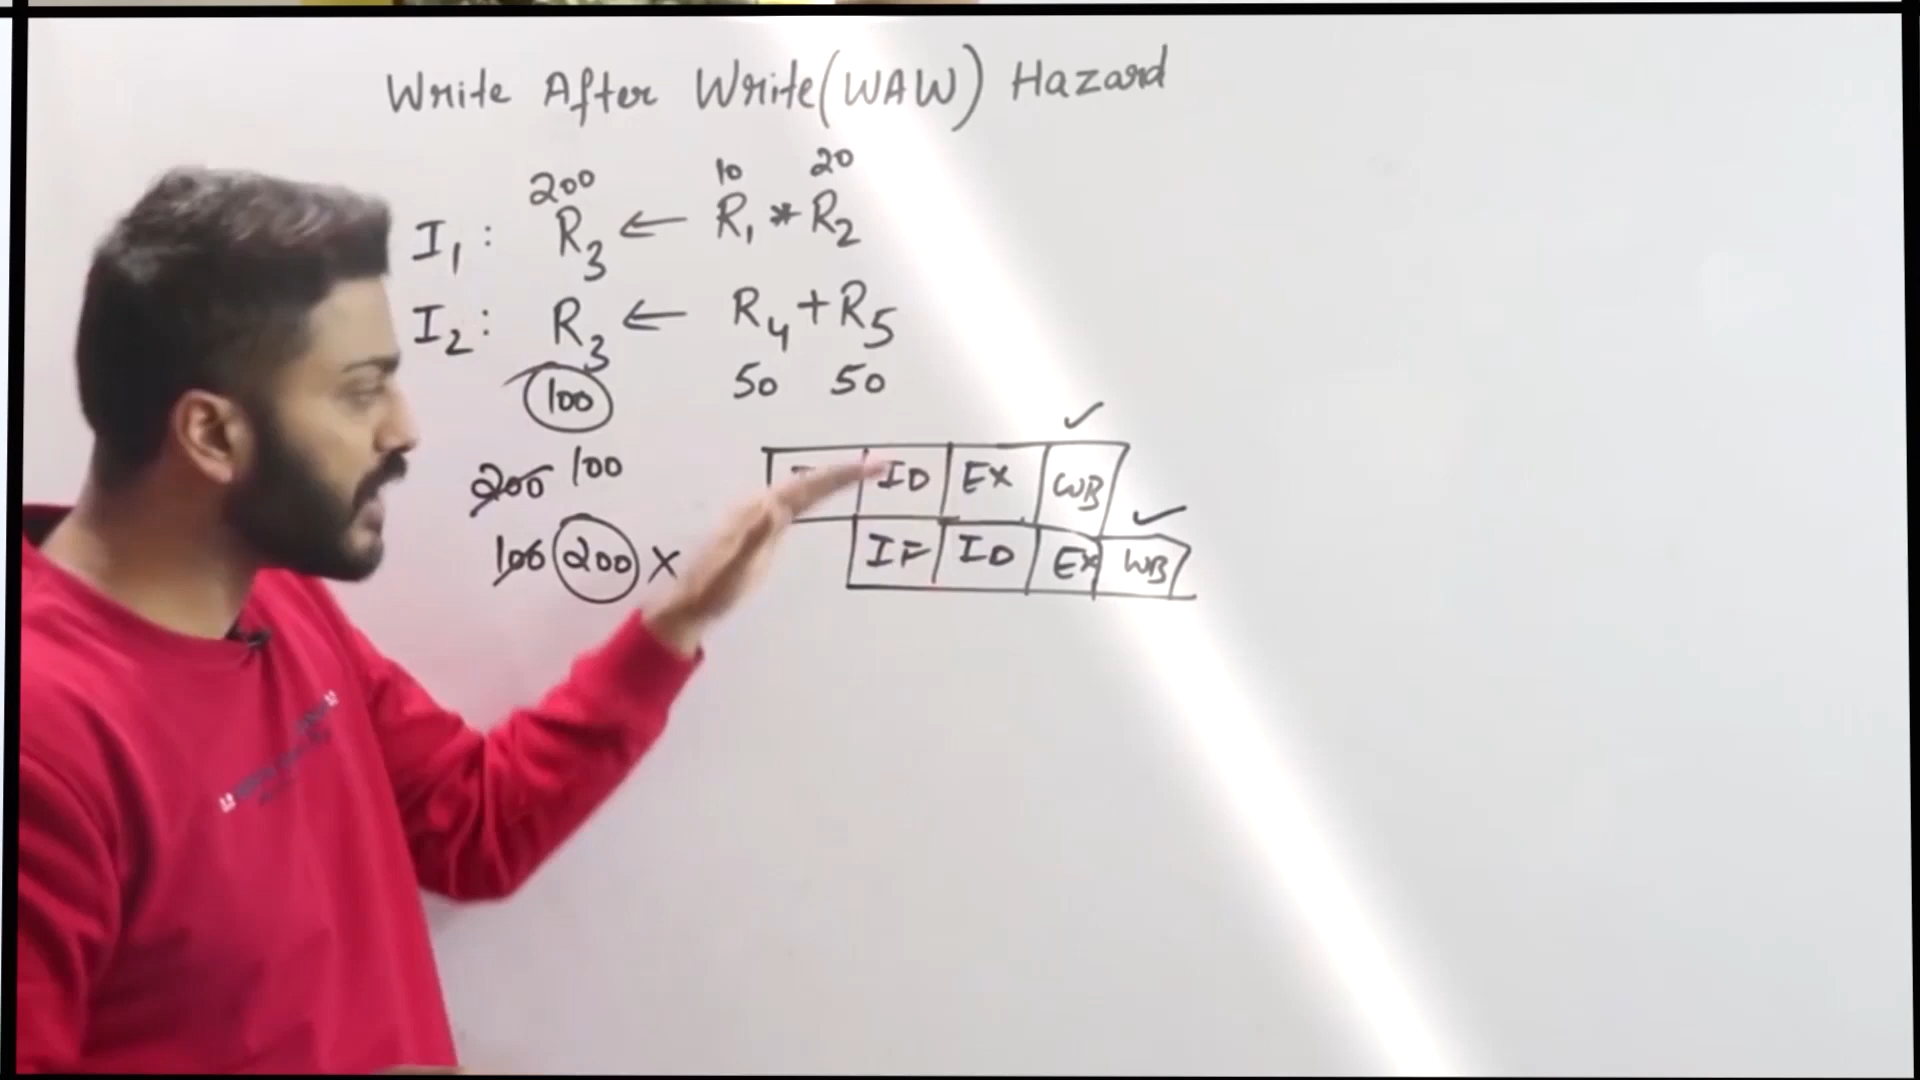 Write After Write(WAW) Hazard
200 10 20
I1: R3 ← R1 * R2
I2: R3 ← R4 + R5
100 50 50
200 100
100 200 X
ID EX WB
IF ID EX WB